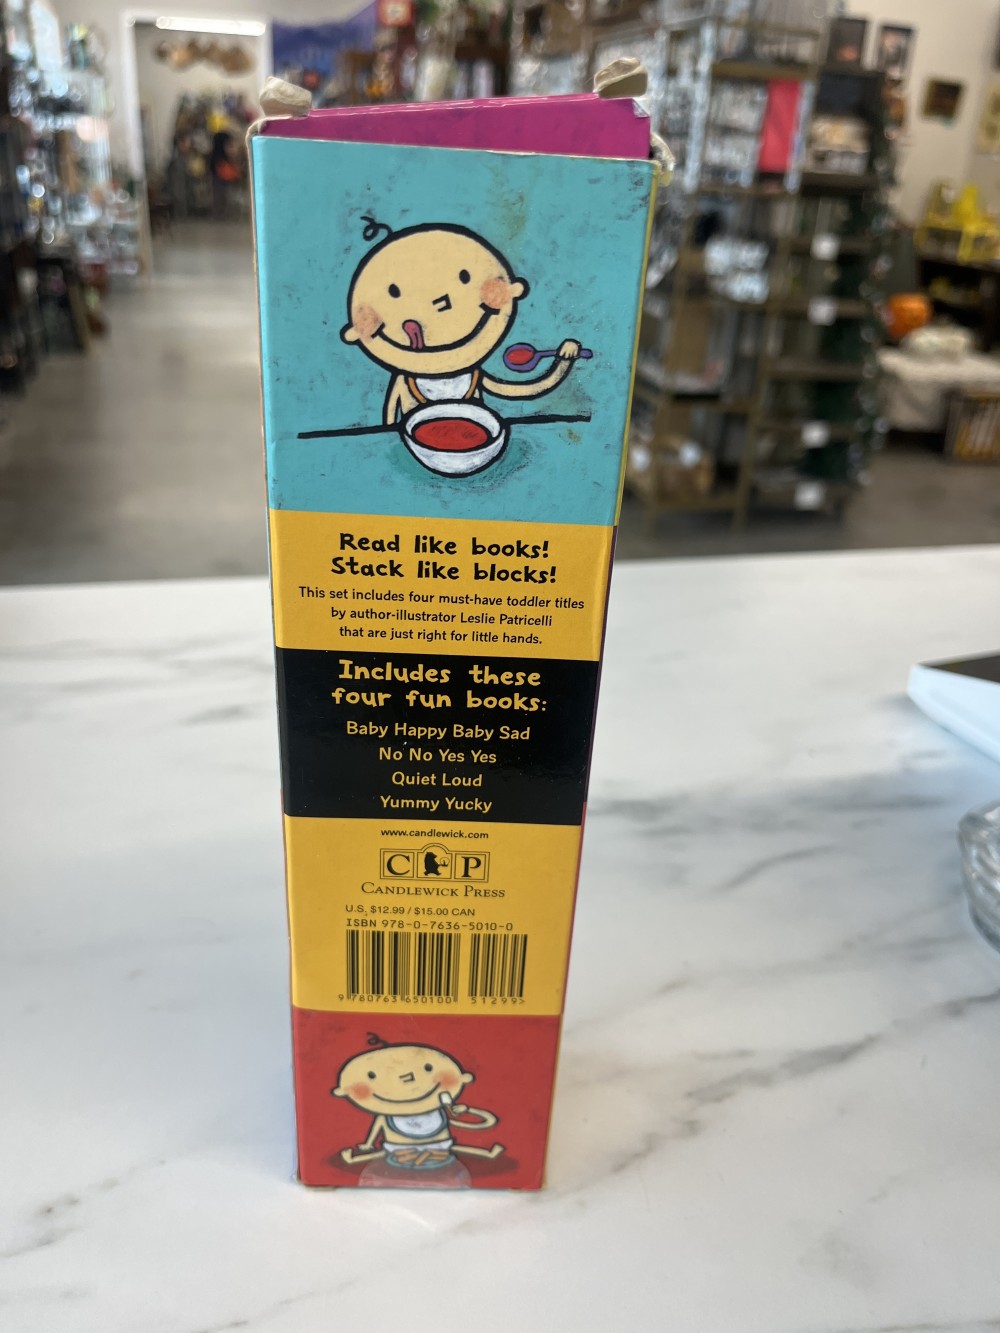 Read like books!
Stack like blocks!
This set includes four must-have toddler titles
by author-illustrator Leslie Patricelli
that are just right for little hands.
Includes these
four fun books:
Baby Happy Baby Sad
No No Yes Yes
Quiet Loud
Yummy Yucky
www.candlewick.com
C P
CANDLEWICK PRESS
U.S. $12.99 / $15.00 CAN
ISBN 978-0-7636-5010-0
9 780763 650100 51299>